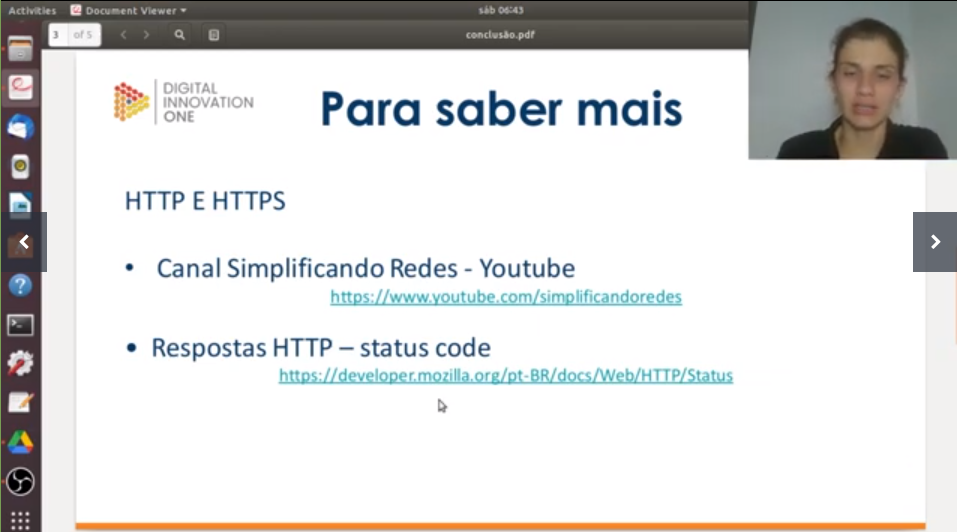 Activities
Document Viewer
sáb 06:43
3
of 5
conclusão.pdf
DIGITAL
INNOVATION
ONE
Para saber mais
HTTP E HTTPS
• Canal Simplificando Redes - Youtube
https://www.youtube.com/simplificandoredes
• Respostas HTTP – status code
https://developer.mozilla.org/pt-BR/docs/Web/HTTP/Status